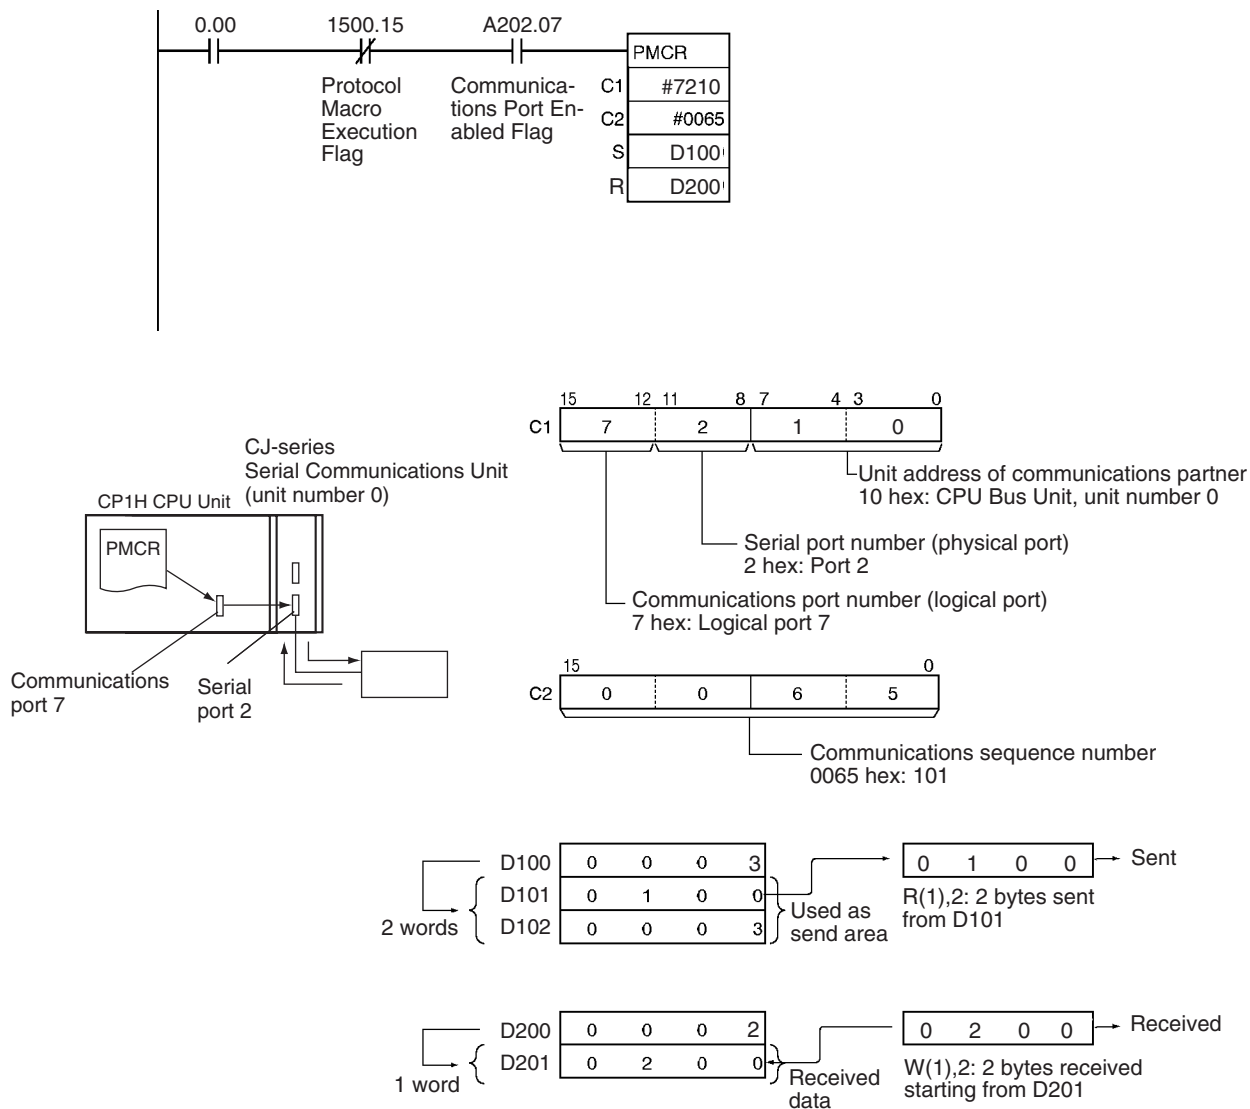 0.00 1500.15 A202.07
PMCR
Protocol
Macro
Execution
Flag
Communica-
tions Port En-
abled Flag
C1 #7210
C2 #0065
S D100
R D200
15 12 11 8 7 4 3 0
C1 7 2 1 0
Unit address of communications partner
10 hex: CPU Bus Unit, unit number 0
Serial port number (physical port)
2 hex: Port 2
Communications port number (logical port)
7 hex: Logical port 7
CJ-series
Serial Communications Unit
(unit number 0)
CP1H CPU Unit
PMCR
Communications
port 7
Serial
port 2
15 0
C2 0 0 6 5
Communications sequence number
0065 hex: 101
D100 0 0 0 3
D101 0 1 0 0
D102 0 0 0 3
2 words
Used as
send area
0 1 0 0 Sent
R(1),2: 2 bytes sent
from D101
D200 0 0 0 2
D201 0 2 0 0
1 word
Received
data
0 2 0 0 Received
W(1),2: 2 bytes received
starting from D201